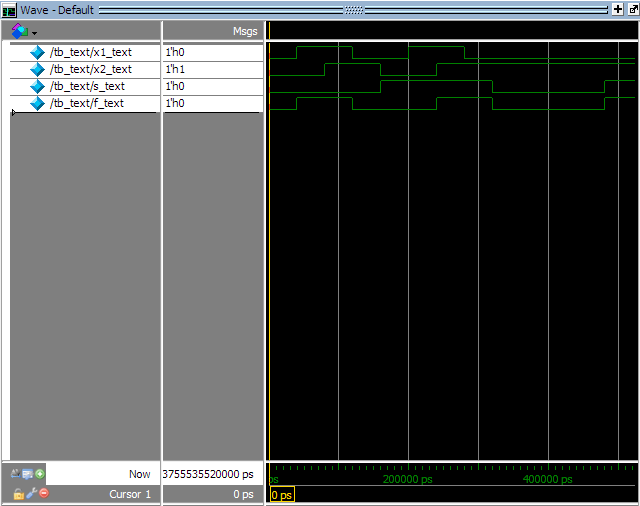 Wave - Default
Msgs
/tb_text/x1_text 1'h0
/tb_text/x2_text 1'h1
/tb_text/s_text 1'h0
/tb_text/f_text 1'h0
Now 3755535520000 ps
ps 200000 ps 400000 ps
Cursor 1 0 ps 0 ps